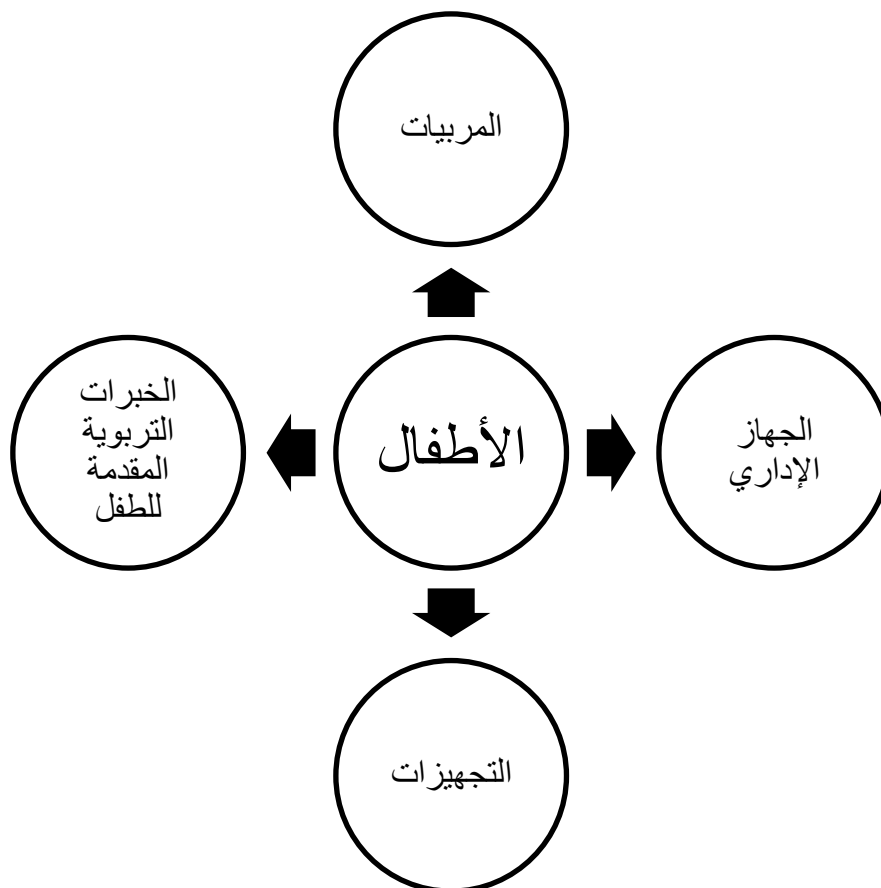 المربيات
الجهاز
الإداري
الأطفال
الخبرات
التربوية
المقدمة
للطفل
التجهيزات